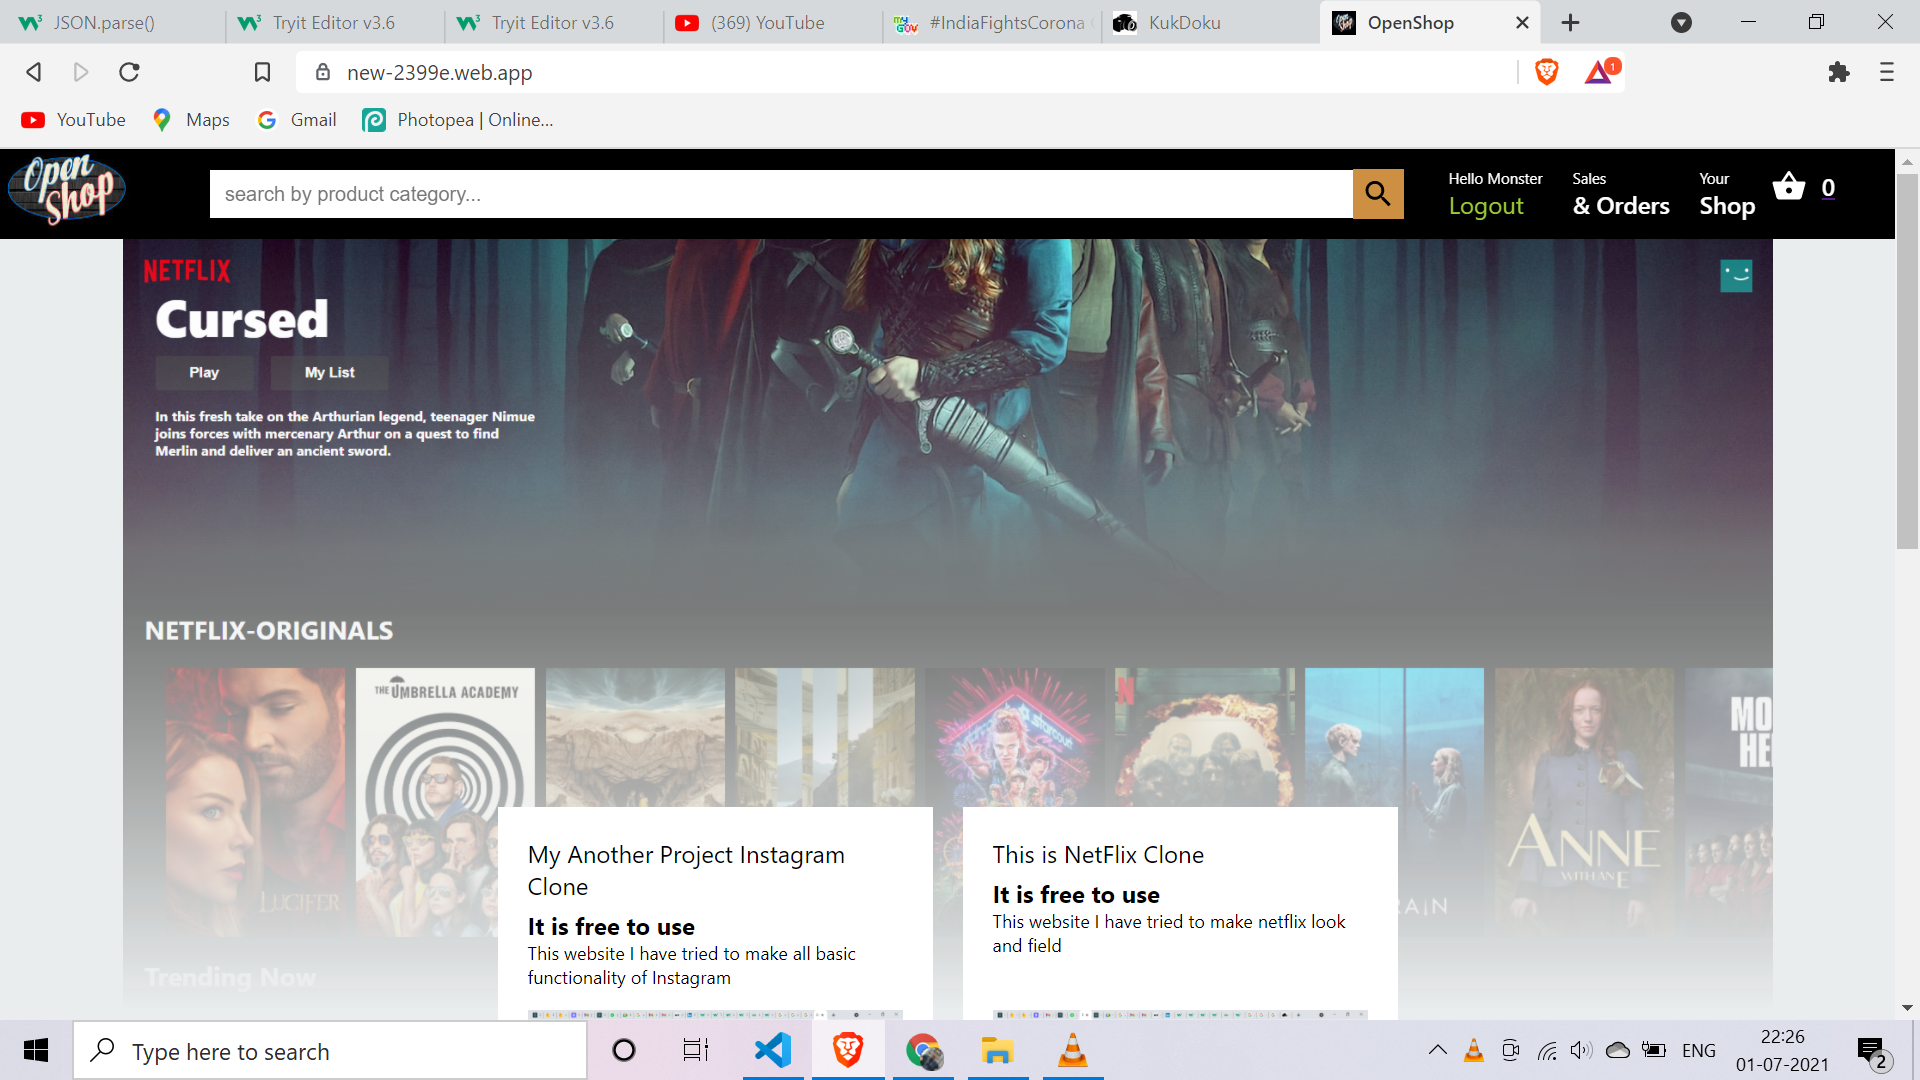 JSON.parse()
Tryit Editor v3.6
Tryit Editor v3.6
(369) YouTube
#IndiaFightsCorona
KukDoku
OpenShop
new-2399e.web.app
1
YouTube
Maps
Gmail
Photopea | Online...
Open Shop
search by product category...
Hello Monster
Logout
Sales
& Orders
Your
Shop
0
NETFLIX
Cursed
Play
My List
In this fresh take on the Arthurian legend, teenager Nimue
joins forces with mercenary Arthur on a quest to find
Merlin and deliver an ancient sword.
NETFLIX-ORIGINALS
LUCIFER
THE UMBRELLA ACADEMY
N
RAIN
ANNE
WITH AN E
MO
HE
Trending Now
My Another Project Instagram
Clone
It is free to use
This website I have tried to make all basic
functionality of Instagram
This is NetFlix Clone
It is free to use
This website I have tried to make netflix look
and field
Type here to search
ENG
22:26
01-07-2021
2